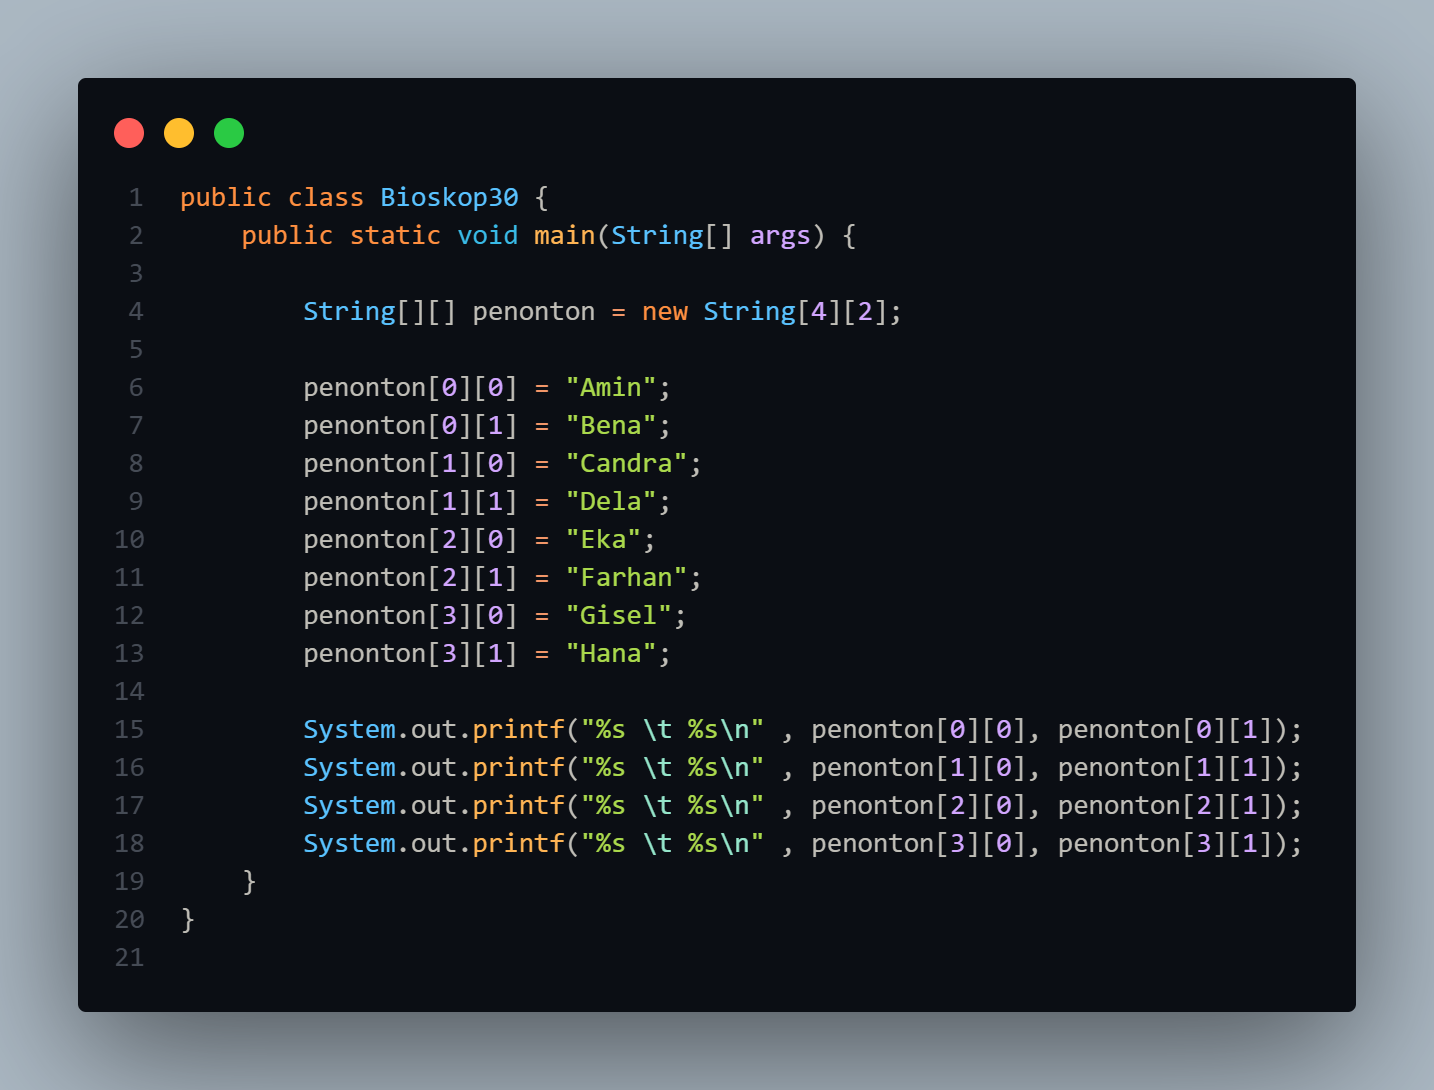 1 public class Bioskop30 {
2     public static void main(String[] args) {
3
4         String[][] penonton = new String[4][2];
5
6         penonton[0][0] = "Amin";
7         penonton[0][1] = "Bena";
8         penonton[1][0] = "Candra";
9         penonton[1][1] = "Dela";
10         penonton[2][0] = "Eka";
11         penonton[2][1] = "Farhan";
12         penonton[3][0] = "Gisel";
13         penonton[3][1] = "Hana";
14
15         System.out.printf("%s \t %s\n" , penonton[0][0], penonton[0][1]);
16         System.out.printf("%s \t %s\n" , penonton[1][0], penonton[1][1]);
17         System.out.printf("%s \t %s\n" , penonton[2][0], penonton[2][1]);
18         System.out.printf("%s \t %s\n" , penonton[3][0], penonton[3][1]);
19     }
20 }
21